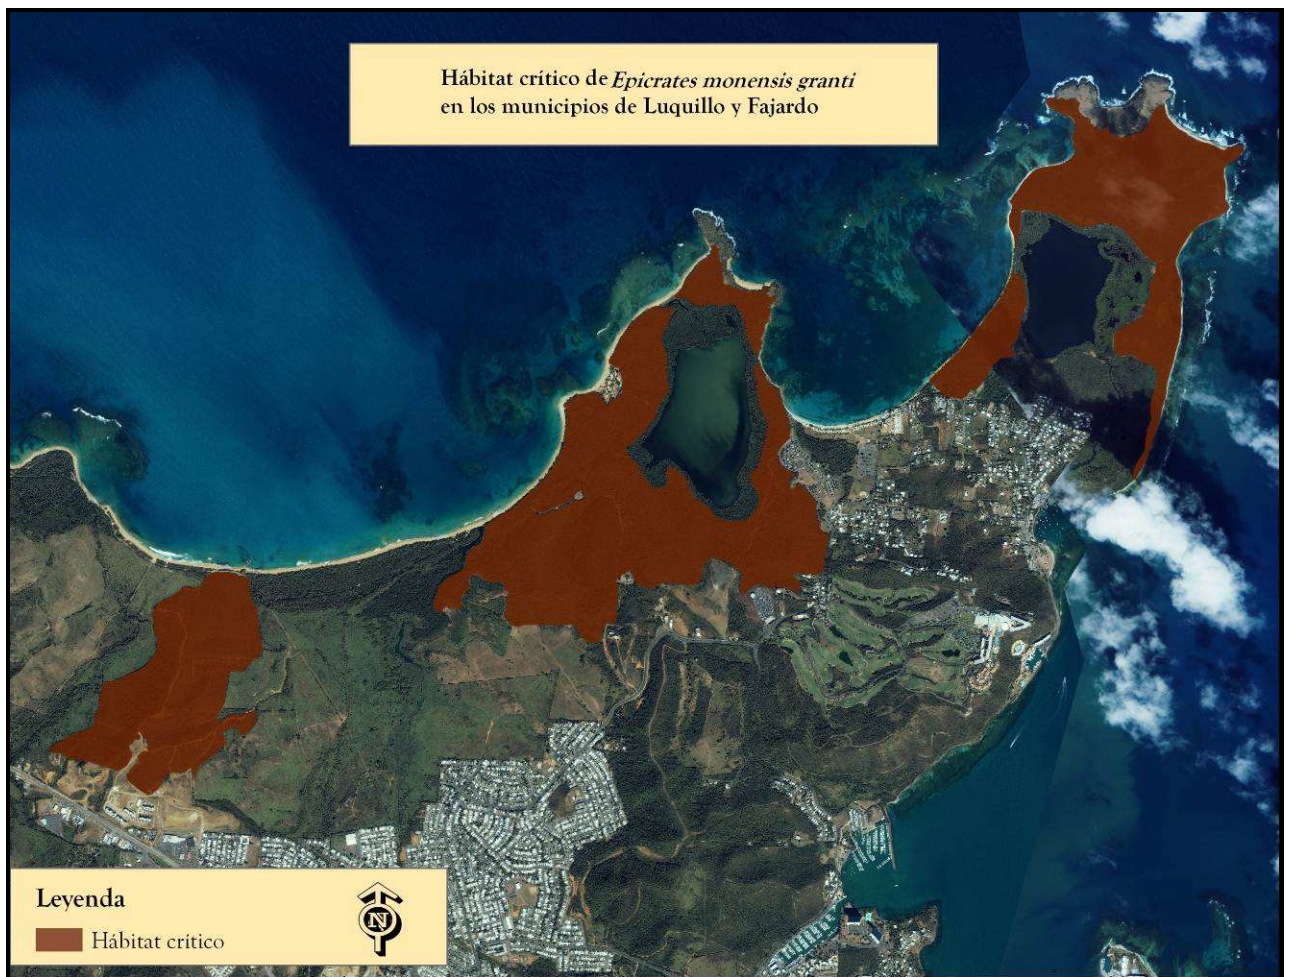 Hábitat crítico de Epicrates monensis granti
en los municipios de Luquillo y Fajardo
Leyenda
N
Hábitat crítico